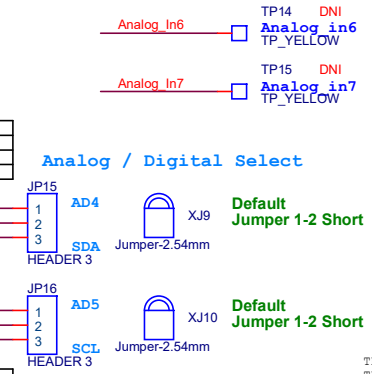 TP14 DNI
Analog_In6
Analog_in6
TP_YELLOW
TP15 DNI
Analog_In7
Analog_in7
TP_YELLOW
Analog / Digital Select
JP15
1 AD4
2
3 SDA
HEADER 3
XJ9
Jumper-2.54mm
Default
Jumper 1-2 Short
JP16
1 AD5
2
3 SCL
HEADER 3
XJ10
Jumper-2.54mm
Default
Jumper 1-2 Short